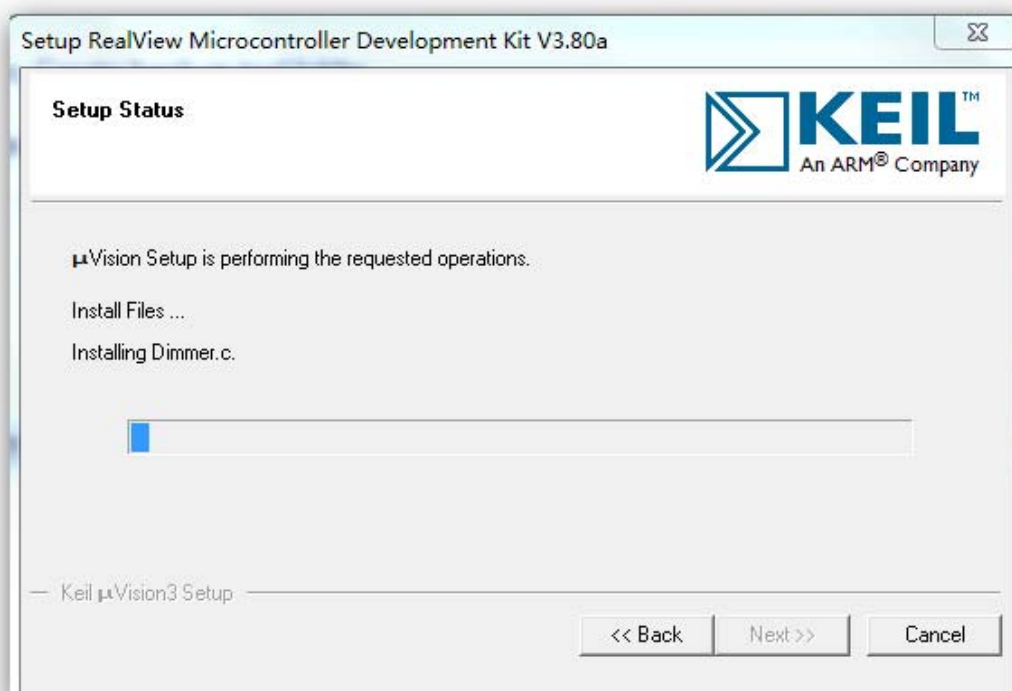 Setup RealView Microcontroller Development Kit V3.80a
Setup Status
KEIL™
An ARM® Company
µVision Setup is performing the requested operations.
Install Files ...
Installing Dimmer.c.
Keil µVision3 Setup
<< Back
Next >>
Cancel